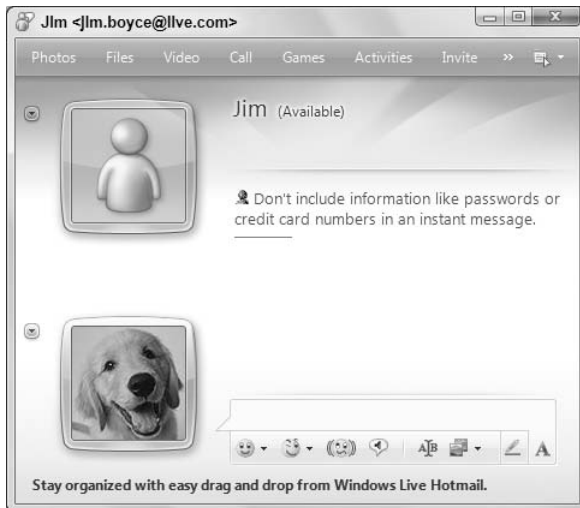 JIm <jIm.boyce@lIve.com>
Photos Files Video Call Games Activities Invite »
Jim (Available)
Don't include information like passwords or
credit card numbers in an instant message.
AB A
Stay organized with easy drag and drop from Windows Live Hotmail.